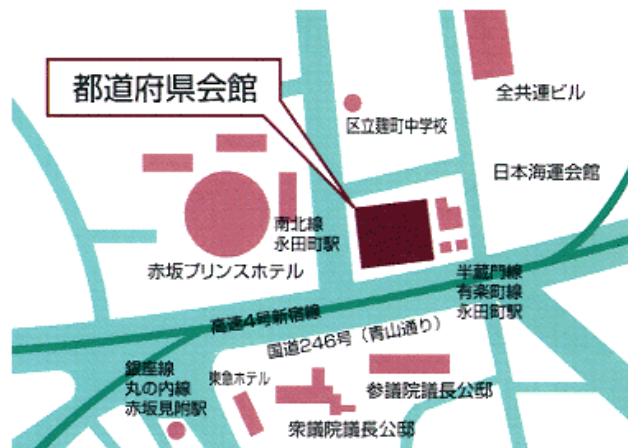 都道府県会館
全共連ビル
区立麹町中学校
日本海運会館
南北線
永田町駅
赤坂プリンスホテル
半蔵門線
有楽町線
永田町駅
高速4号新宿線
国道246号（青山通り）
銀座線
丸の内線
赤坂見附駅
東急ホテル
参議院議長公邸
衆議院議長公邸